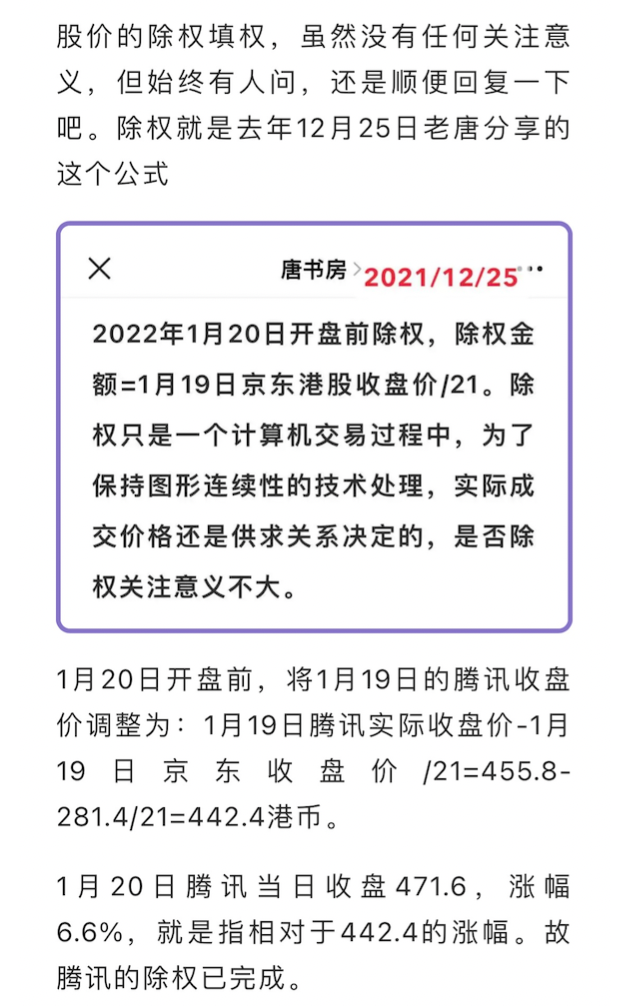 股价的除权填权，虽然没有任何关注意
义，但始终有人问，还是顺便回复一下
吧。除权就是去年12月25日老唐分享的
这个公式
唐书房
2021/12/25
2022年1月20日开盘前除权，除权金
额=1月19日京东港股收盘价/21。除
权只是一个计算机交易过程中，为了
保持图形连续性的技术处理，实际成
交价格还是供求关系决定的，是否除
权关注意义不大。
1月20日开盘前，将1月19日的腾讯收盘
价调整为：1月19日腾讯实际收盘价-1月
19日京东收盘价/21=455.8-
281.4/21=442.4港币。
1月20日腾讯当日收盘471.6，涨幅
6.6%，就是指相对于442.4的涨幅。故
腾讯的除权已完成。